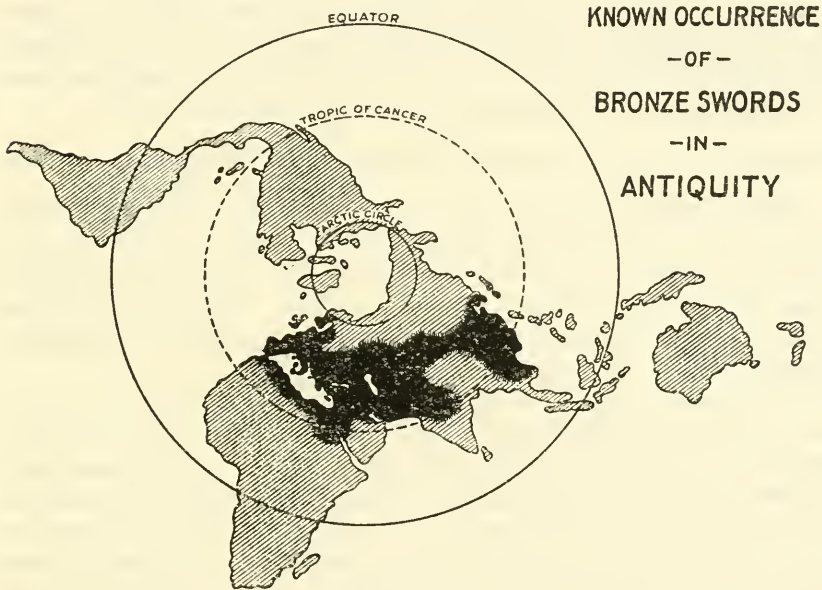 KNOWN OCCURRENCE
-OF-
BRONZE SWORDS
-IN-
ANTIQUITY
EQUATOR
TROPIC OF CANCER
ARCTIC CIRCLE